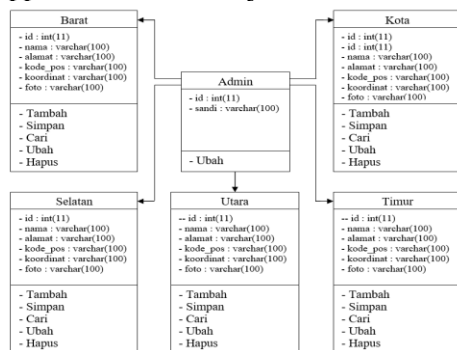 Barat
- id : int(11)
- nama : varchar(100)
- alamat : varchar(100)
- kode_pos : varchar(100)
- koordinat : varchar(100)
- foto : varchar(100)
- Tambah
- Simpan
- Cari
- Ubah
- Hapus
Admin
- id : int(11)
- sandi : varchar(100)
- Ubah
Kota
- id : int(11)
- id : int(11)
- nama : varchar(100)
- alamat : varchar(100)
- kode_pos : varchar(100)
- koordinat : varchar(100)
- foto : varchar(100)
- Tambah
- Simpan
- Cari
- Ubah
- Hapus
Selatan
- id : int(11)
- nama : varchar(100)
- alamat : varchar(100)
- kode_pos : varchar(100)
- koordinat : varchar(100)
- foto : varchar(100)
- Tambah
- Simpan
- Cari
- Ubah
- Hapus
Utara
-- id : int(11)
- nama : varchar(100)
- alamat : varchar(100)
- kode_pos : varchar(100)
- koordinat : varchar(100)
- foto : varchar(100)
- Tambah
- Simpan
- Cari
- Ubah
- Hapus
Timur
-- id : int(11)
- nama : varchar(100)
- alamat : varchar(100)
- kode_pos : varchar(100)
- koordinat : varchar(100)
- foto : varchar(100)
- Tambah
- Simpan
- Cari
- Ubah
- Hapus